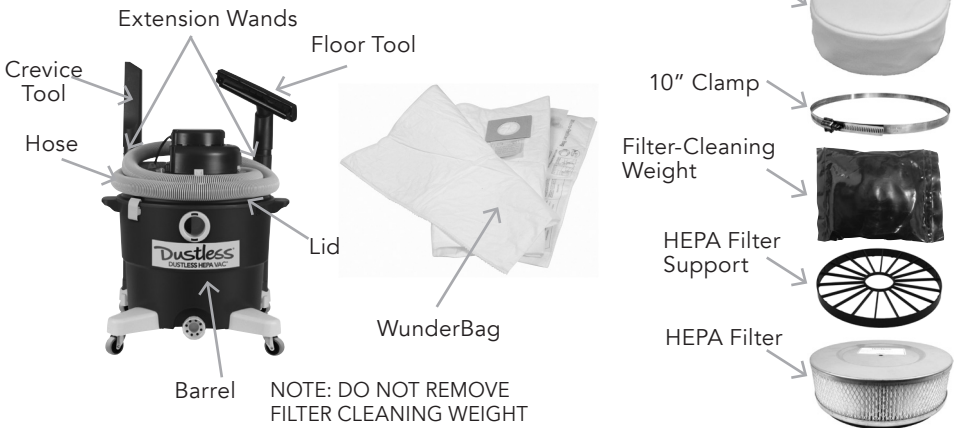 Extension Wands
Floor Tool
Crevice
Tool
Hose
Lid
Dustless
DUSTLESS HEPA VAC
Barrel
WunderBag
NOTE: DO NOT REMOVE
FILTER CLEANING WEIGHT
10” Clamp
Filter-Cleaning
Weight
HEPA Filter
Support
HEPA Filter